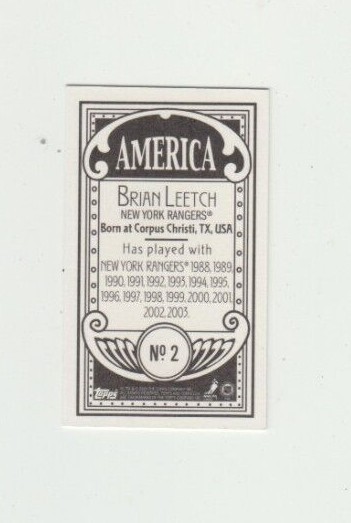 AMERICA
BRIAN LEETCH
NEW YORK RANGERS®
Born at Corpus Christi, TX, USA
Has played with
NEW YORK RANGERS® 1988, 1989,
1990, 1991, 1992, 1993, 1994, 1995,
1996, 1997, 1998, 1999, 2000, 2001,
2002, 2003.
Nº 2
Topps